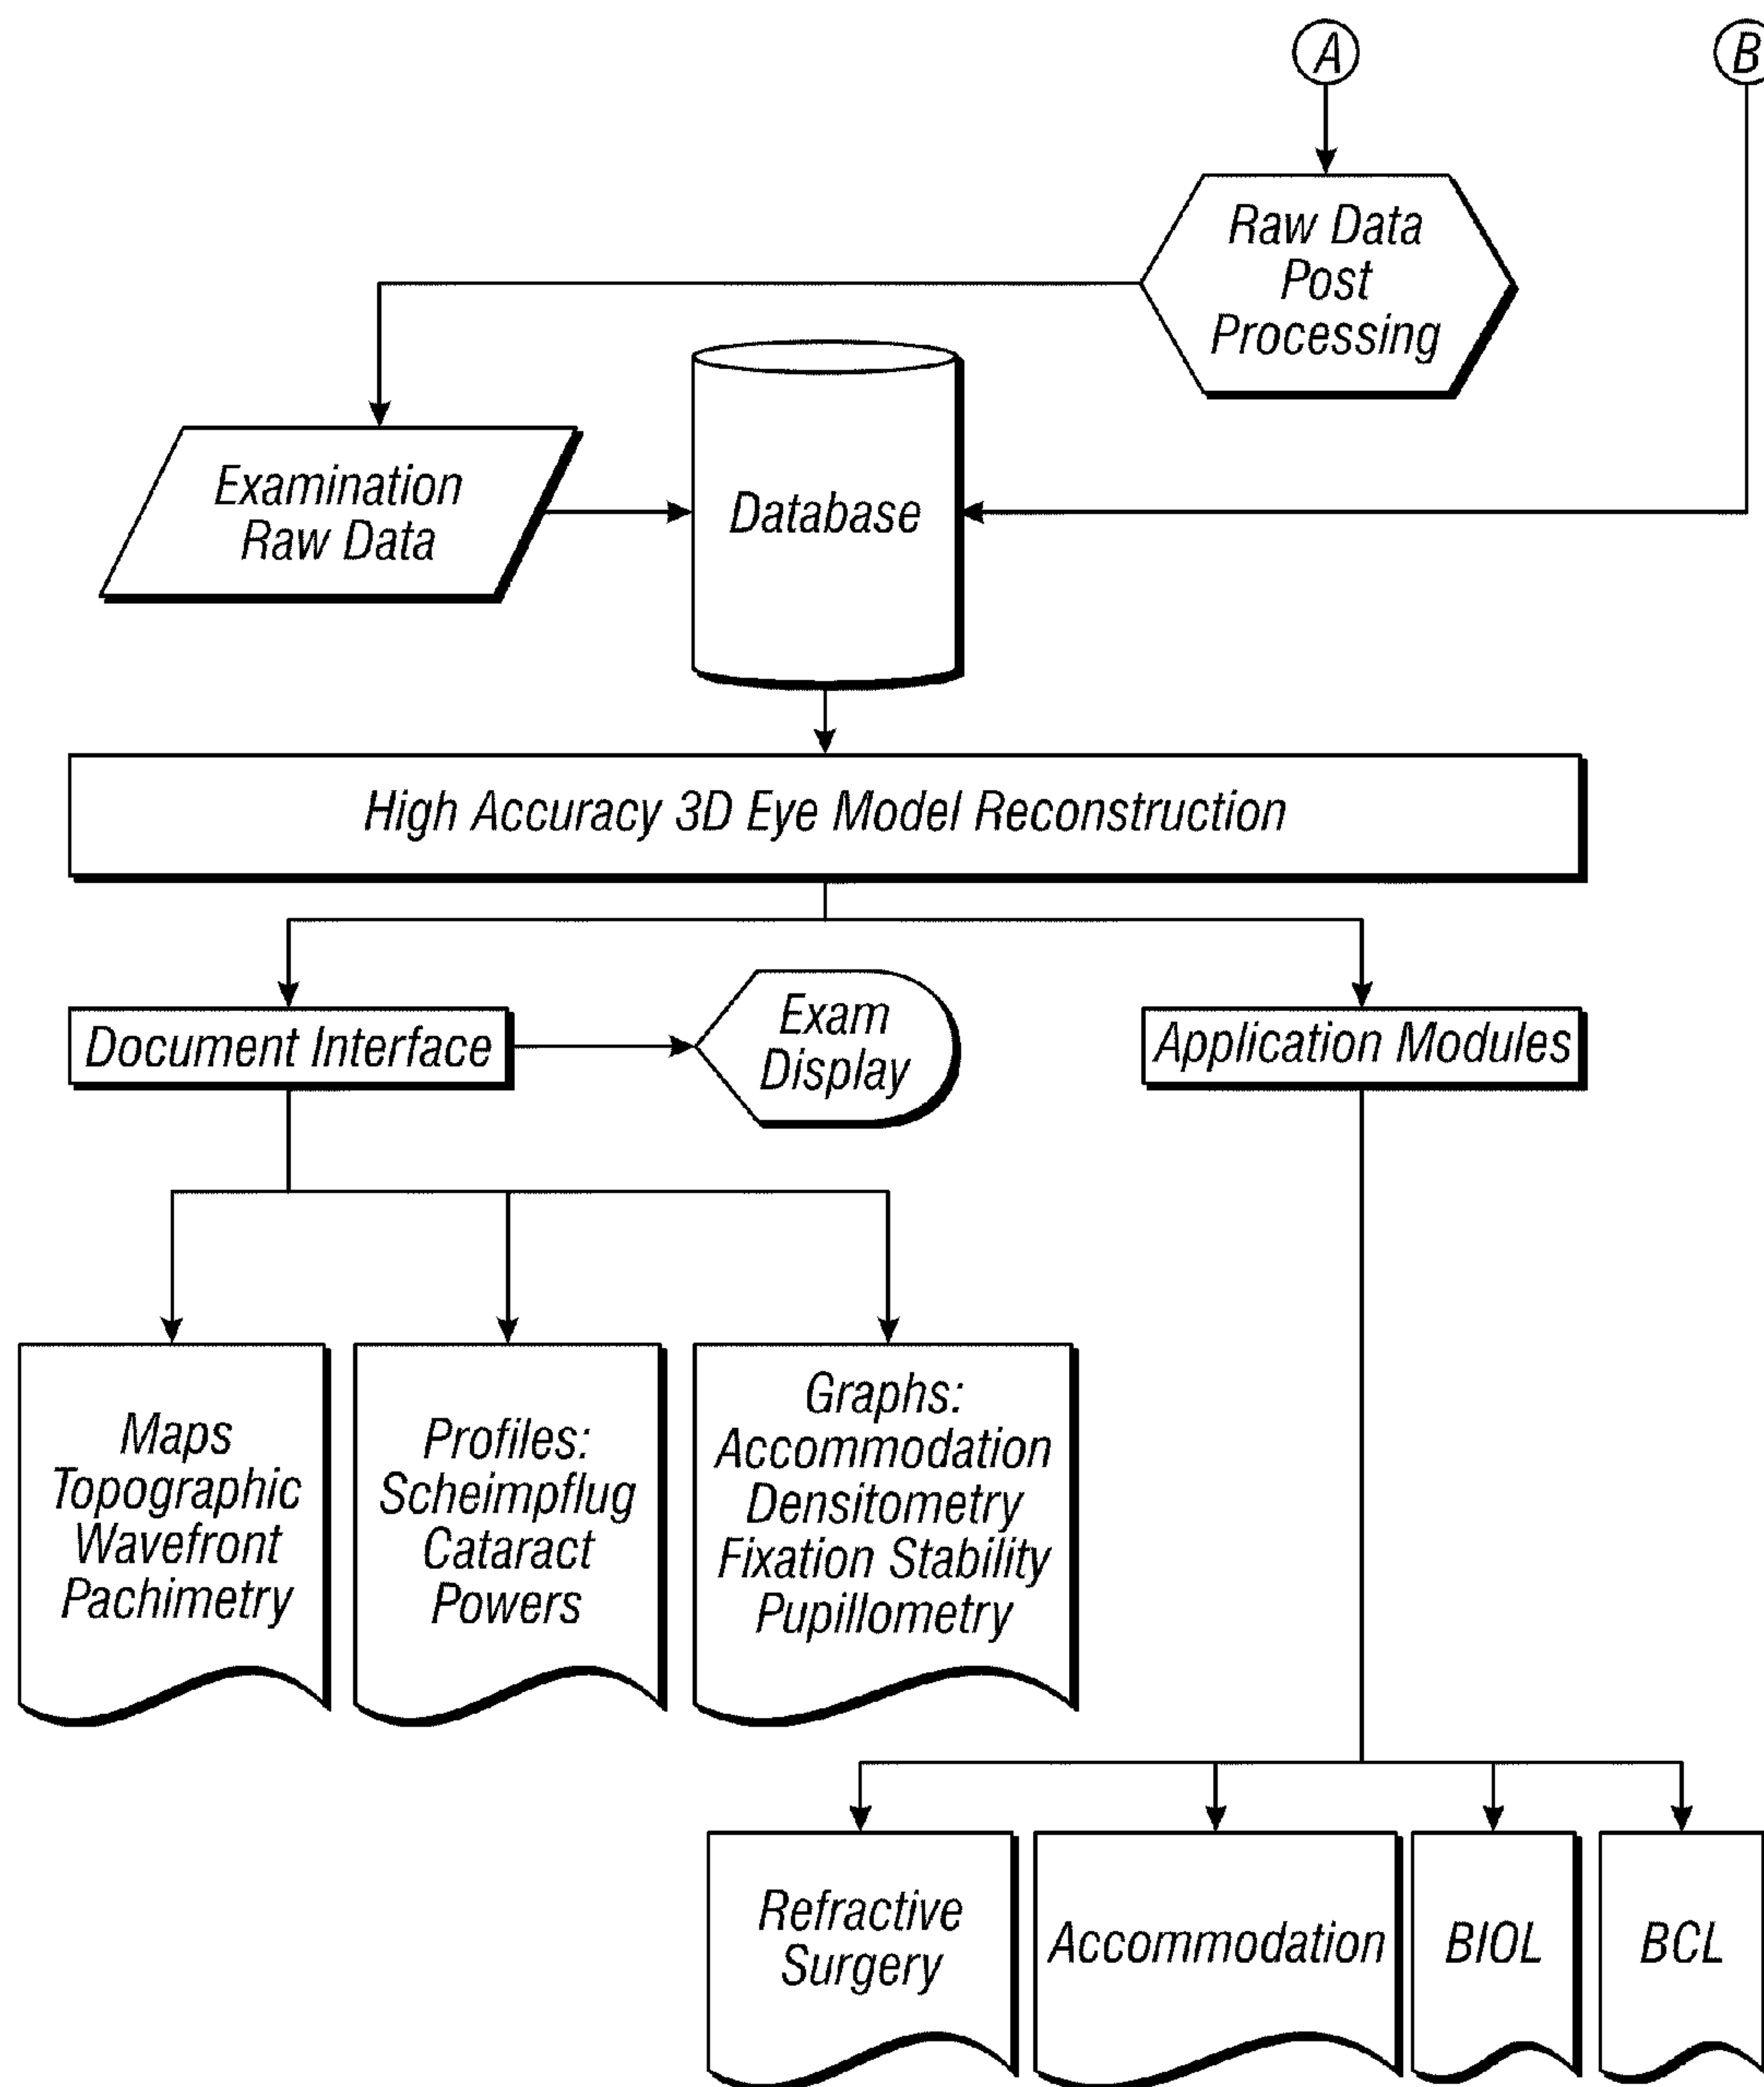 A
B
Raw Data
Post
Processing
Examination
Raw Data
Database
High Accuracy 3D Eye Model Reconstruction
Document Interface
Exam
Display
Application Modules
Maps
Topographic
Wavefront
Pachimetry
Profiles:
Scheimpflug
Cataract
Powers
Graphs:
Accommodation
Densitometry
Fixation Stability
Pupillometry
Refractive
Surgery
Accommodation
BIOL
BCL